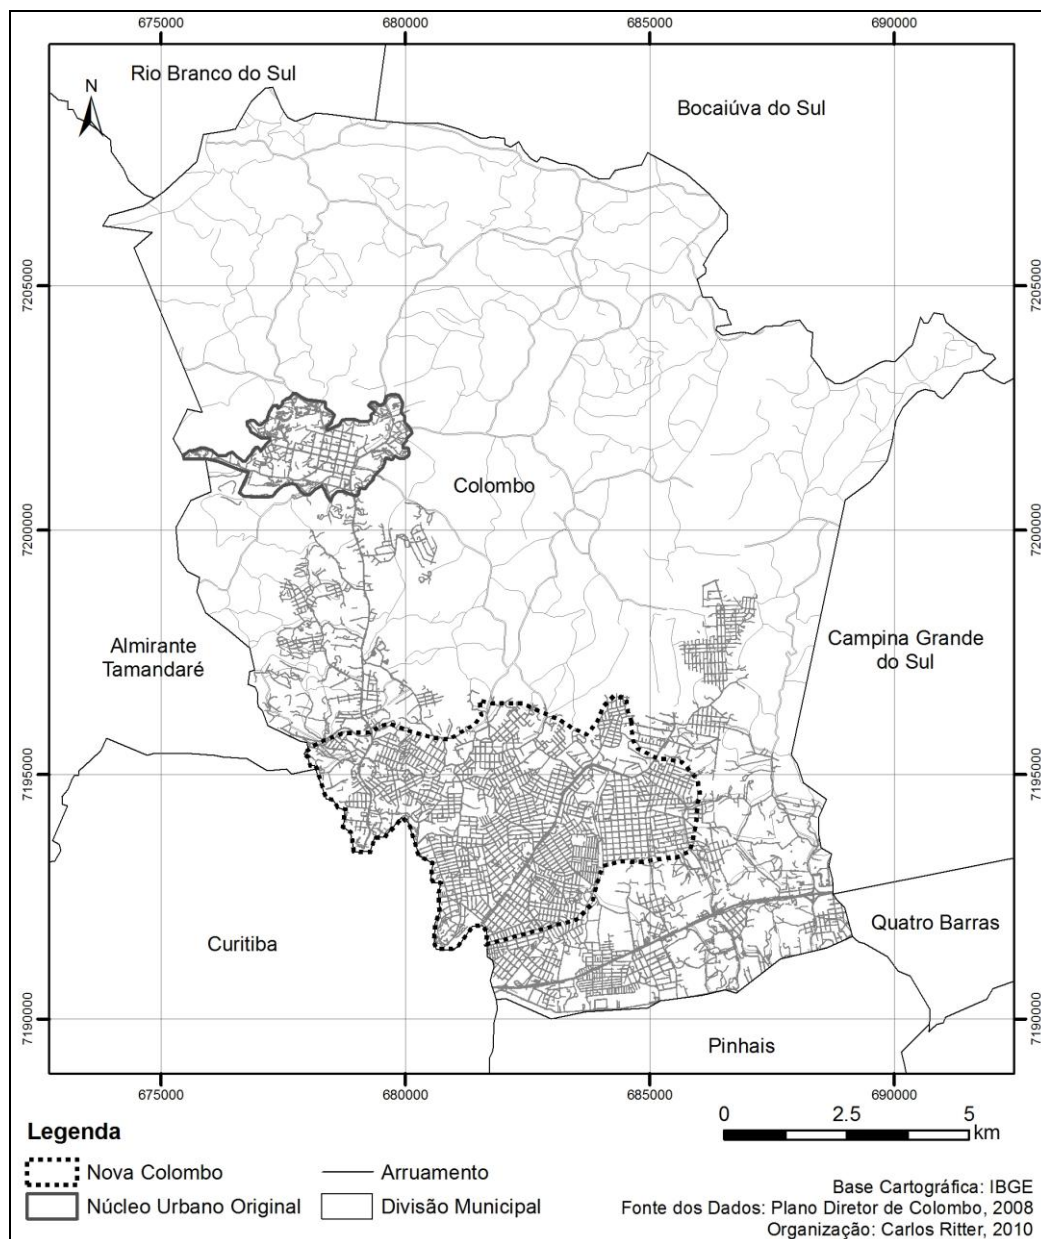 675000
680000
685000
690000
Rio Branco do Sul
N
Bocaiúva do Sul
7205000
7205000
Colombo
7200000
7200000
Almirante
Tamandaré
Campina Grande
do Sul
7195000
7195000
Curitiba
Quatro Barras
7190000
7190000
Pinhais
675000
680000
685000
690000
0 2.5 5
km
Legenda
Nova Colombo
Arruamento
Núcleo Urbano Original
Divisão Municipal
Base Cartográfica: IBGE
Fonte dos Dados: Plano Diretor de Colombo, 2008
Organização: Carlos Ritter, 2010